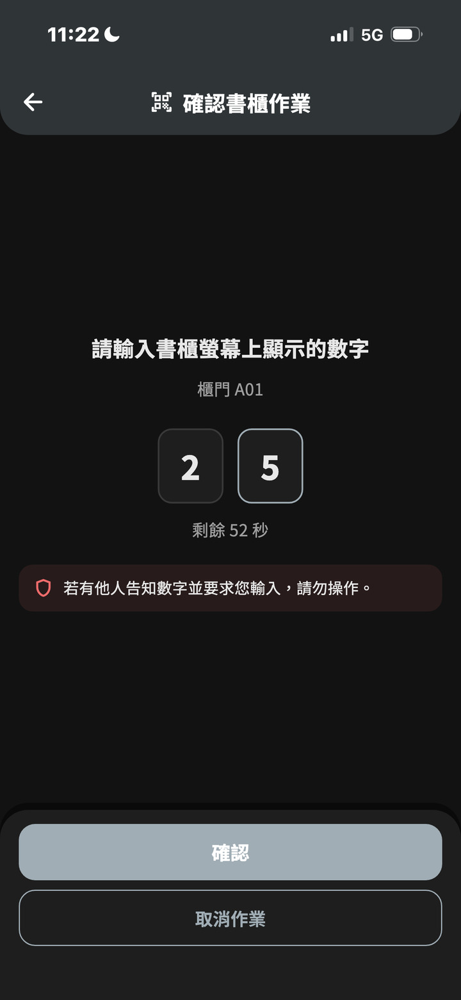 11:22
5G
確認書櫃作業
請輸入書櫃螢幕上顯示的數字
櫃門 A01
2 5
剩餘 52 秒
若有他人告知數字並要求您輸入，請勿操作。
確認
取消作業